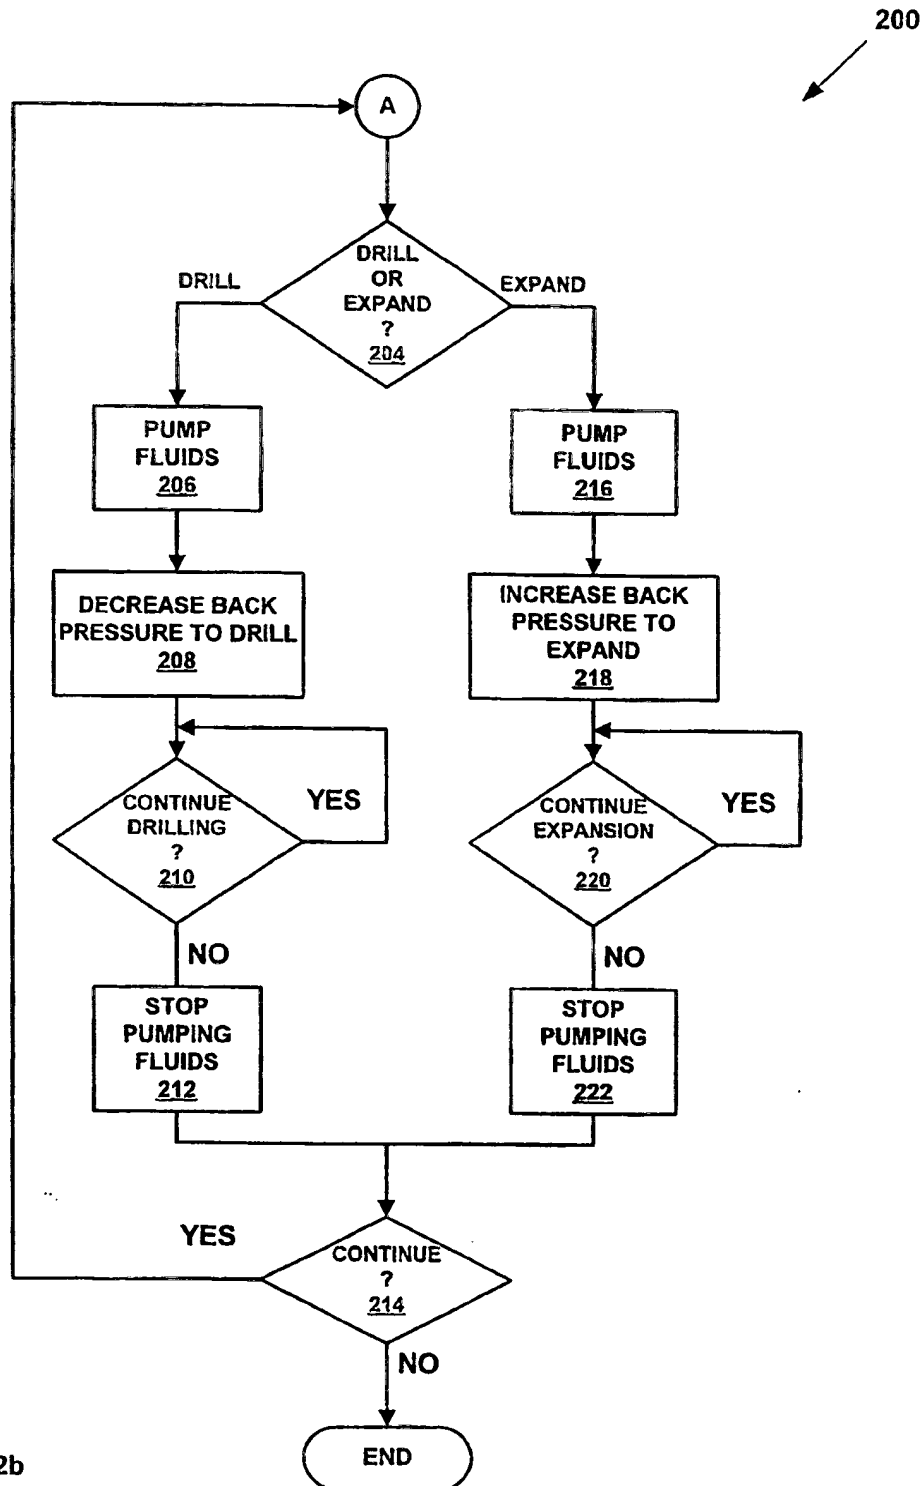 200
A
DRILL
OR
EXPAND
?
204
DRILL
EXPAND
PUMP
FLUIDS
206
PUMP
FLUIDS
216
DECREASE BACK
PRESSURE TO DRILL
208
INCREASE BACK
PRESSURE TO
EXPAND
218
CONTINUE
DRILLING
?
210
YES
CONTINUE
EXPANSION
?
220
YES
NO
NO
STOP
PUMPING
FLUIDS
212
STOP
PUMPING
FLUIDS
222
YES
CONTINUE
?
214
NO
END
2b